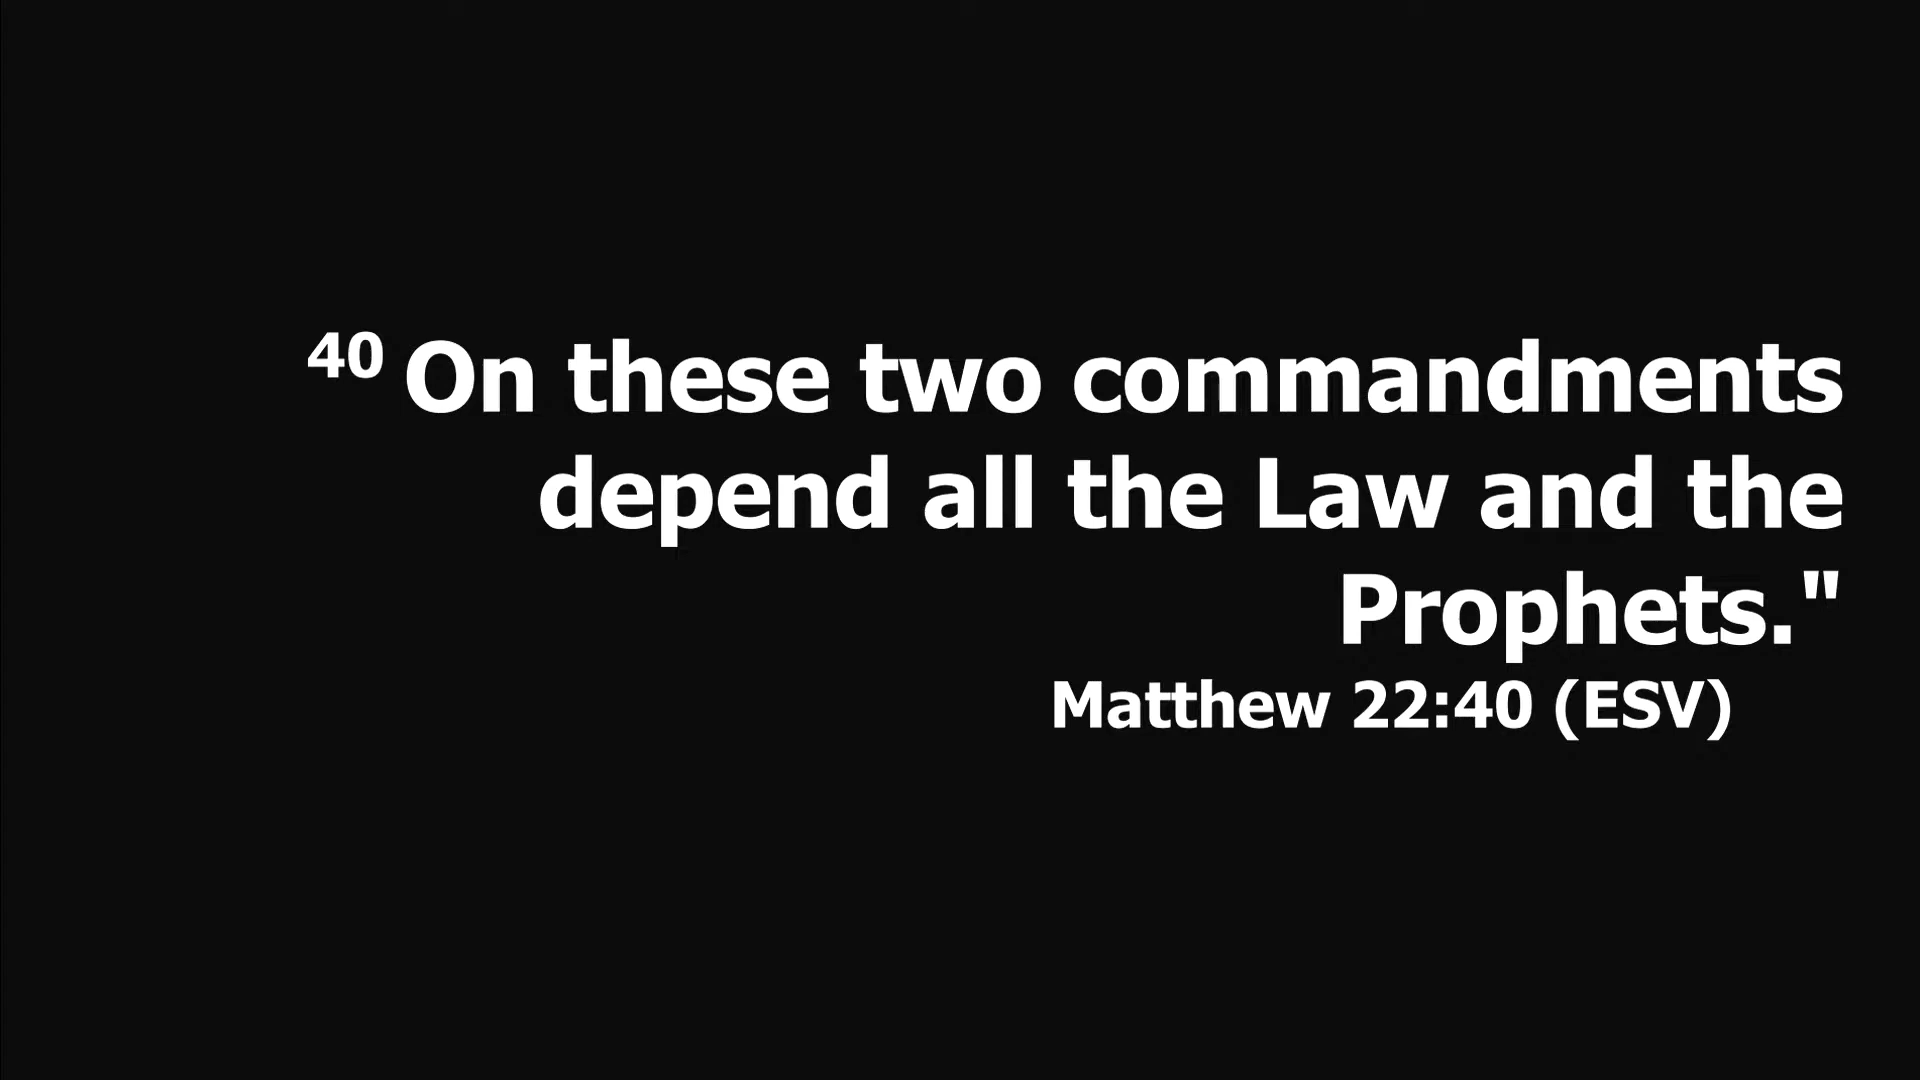 40 On these two commandments
depend all the Law and the
Prophets."
Matthew 22:40 (ESV)